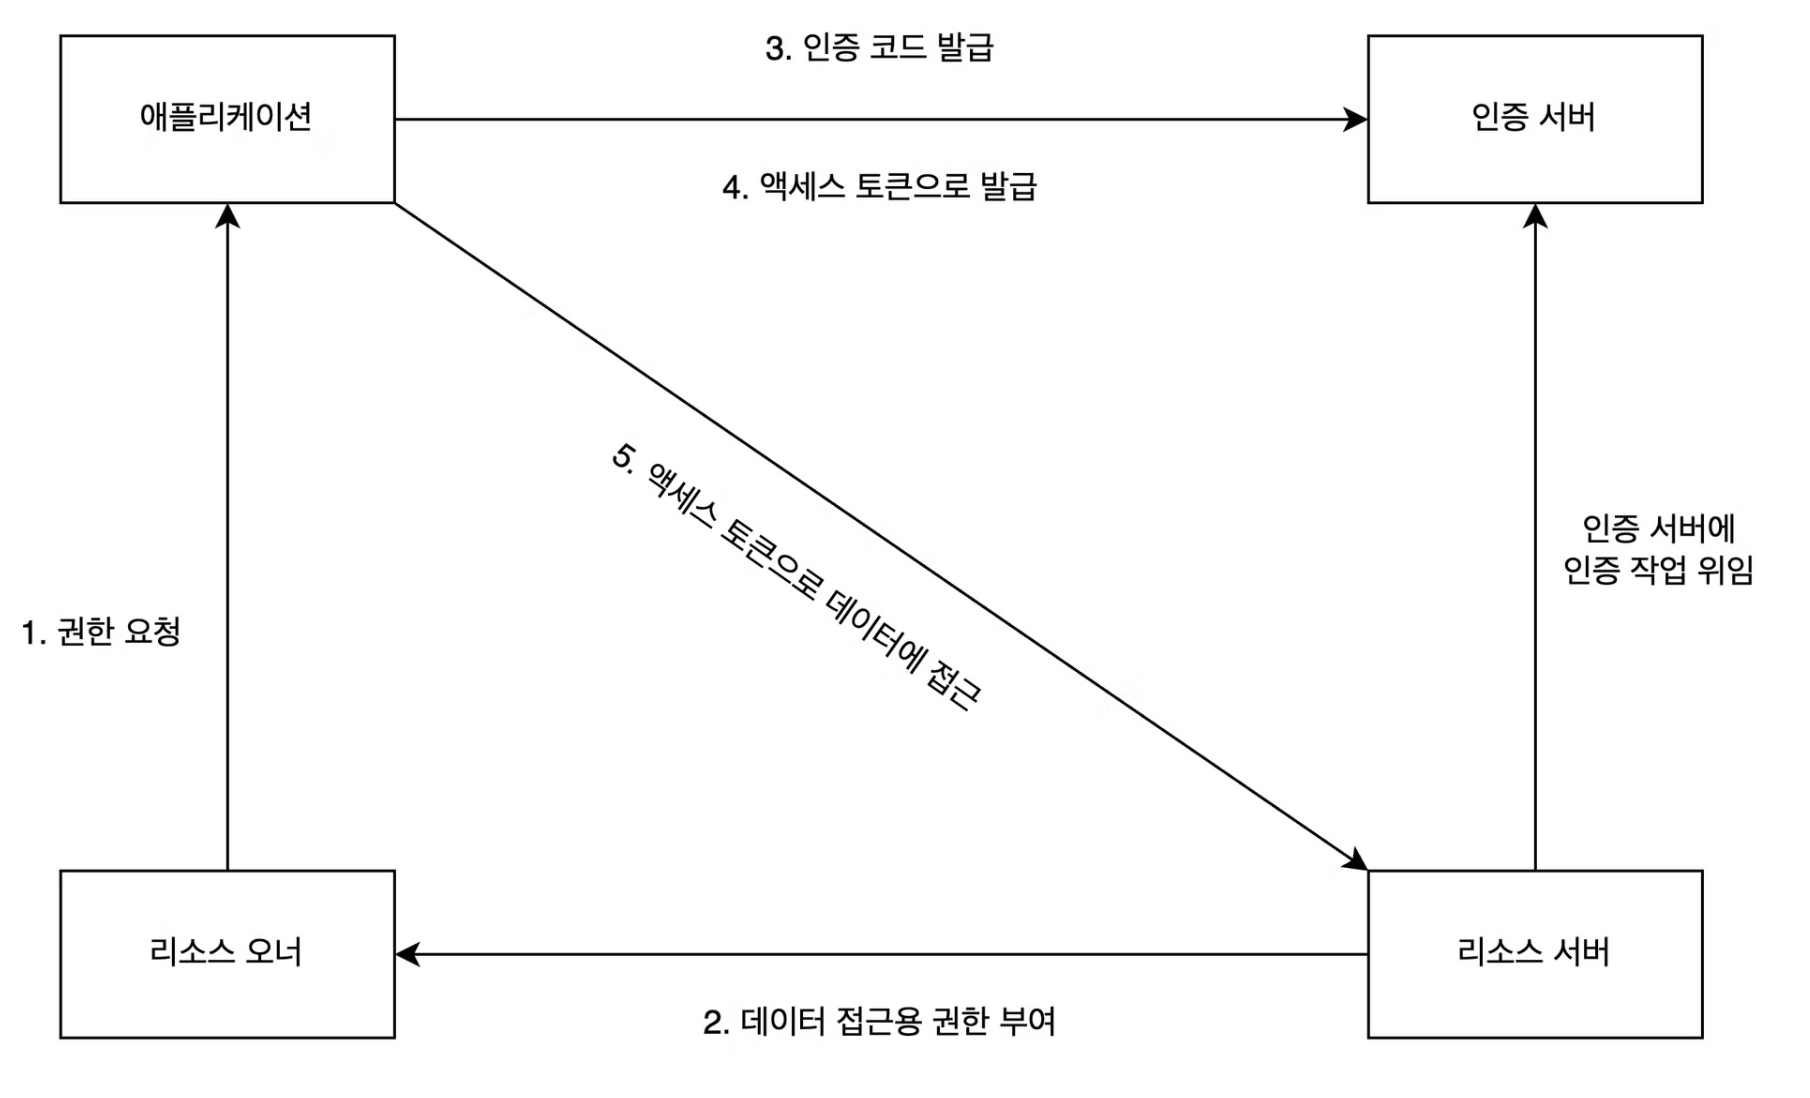 3. 인증 코드 발급
애플리케이션
인증 서버
4. 액세스 토큰으로 발급
5. 액세스 토큰으로 데이터에 접근
인증 서버에
인증 작업 위임
1. 권한 요청
리소스 오너
리소스 서버
2. 데이터 접근용 권한 부여